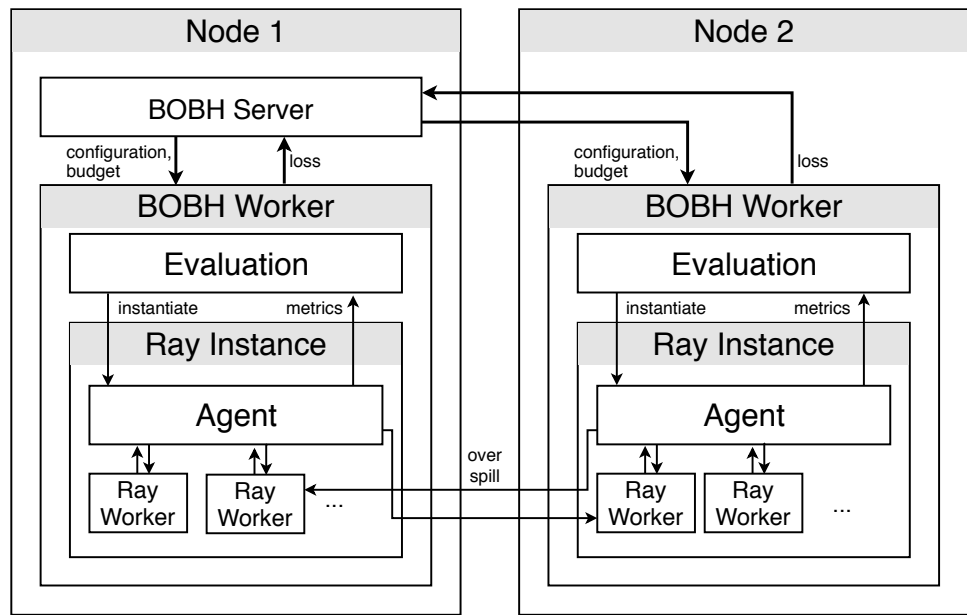 Node 1
Node 2
BOBH Server
configuration,
budget
loss
configuration,
budget
loss
BOBH Worker
BOBH Worker
Evaluation
Evaluation
instantiate
metrics
instantiate
metrics
Ray Instance
Ray Instance
Agent
Agent
over
spill
Ray
Worker
Ray
Worker
...
Ray
Worker
Ray
Worker
...